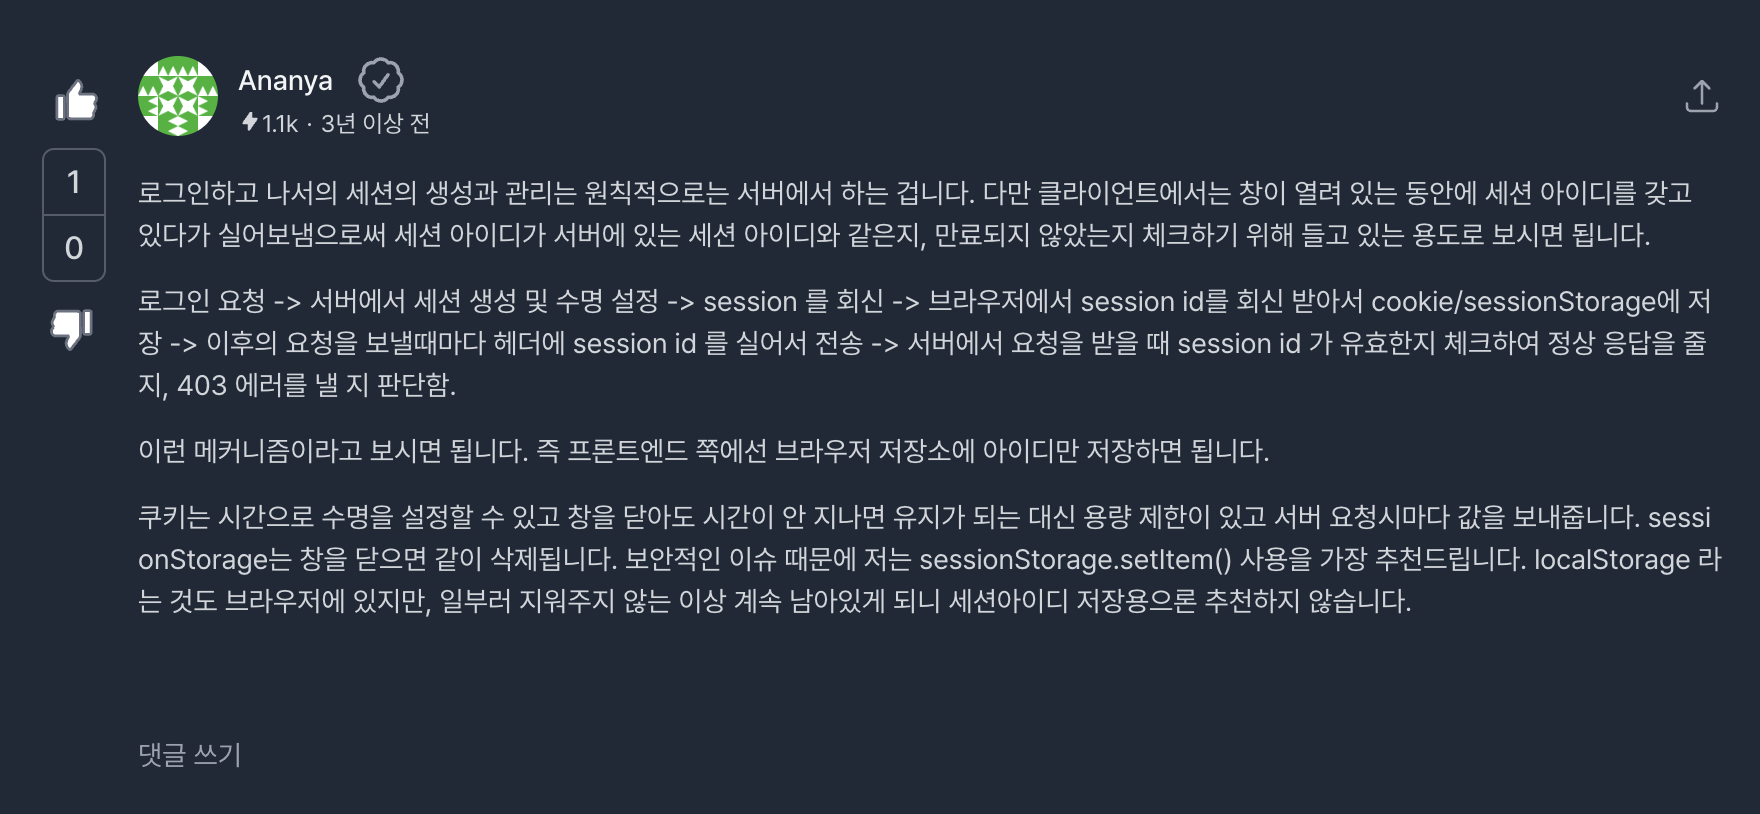 Ananya
1.1k · 3년 이상 전
1
0
로그인하고 나서의 세션의 생성과 관리는 원칙적으로는 서버에서 하는 겁니다. 다만 클라이언트에서는 창이 열려 있는 동안에 세션 아이디를 갖고
있다가 실어보냄으로써 세션 아이디가 서버에 있는 세션 아이디와 같은지, 만료되지 않았는지 체크하기 위해 들고 있는 용도로 보시면 됩니다.
로그인 요청 -> 서버에서 세션 생성 및 수명 설정 -> session 를 회신 -> 브라우저에서 session id를 회신 받아서 cookie/sessionStorage에 저
장 -> 이후의 요청을 보낼때마다 헤더에 session id 를 실어서 전송 -> 서버에서 요청을 받을 때 session id 가 유효한지 체크하여 정상 응답을 줄
지, 403 에러를 낼 지 판단함.
이런 메커니즘이라고 보시면 됩니다. 즉 프론트엔드 쪽에선 브라우저 저장소에 아이디만 저장하면 됩니다.
쿠키는 시간으로 수명을 설정할 수 있고 창을 닫아도 시간이 안 지나면 유지가 되는 대신 용량 제한이 있고 서버 요청시마다 값을 보내줍니다. sessi
onStorage는 창을 닫으면 같이 삭제됩니다. 보안적인 이슈 때문에 저는 sessionStorage.setItem() 사용을 가장 추천드립니다. localStorage 라
는 것도 브라우저에 있지만, 일부러 지워주지 않는 이상 계속 남아있게 되니 세션아이디 저장용으론 추천하지 않습니다.
댓글 쓰기